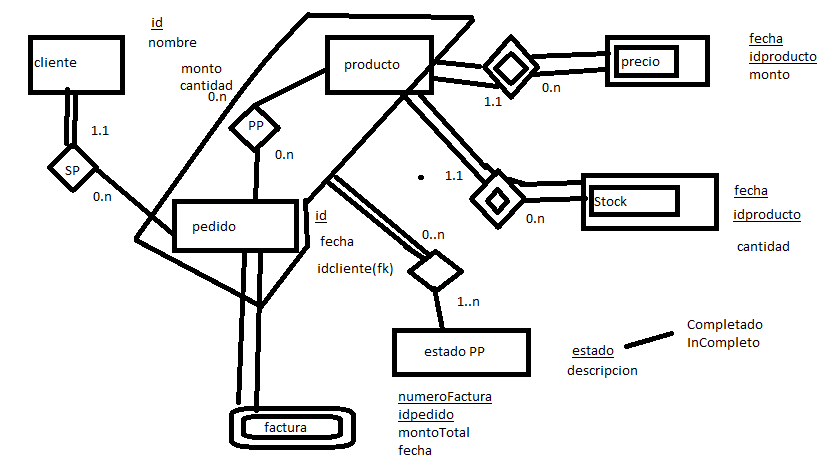 id
nombre
cliente
1.1
SP
0.n
monto
cantidad
0.n
PP
0.n
producto
1.1
0.n
precio
fecha
idproducto
monto
1.1
0.n
Stock
fecha
idproducto
cantidad
pedido
id
fecha
idcliente(fk)
0..n
1..n
estado PP
estado
descripcion
Completado
InCompleto
numeroFactura
idpedido
montoTotal
fecha
factura